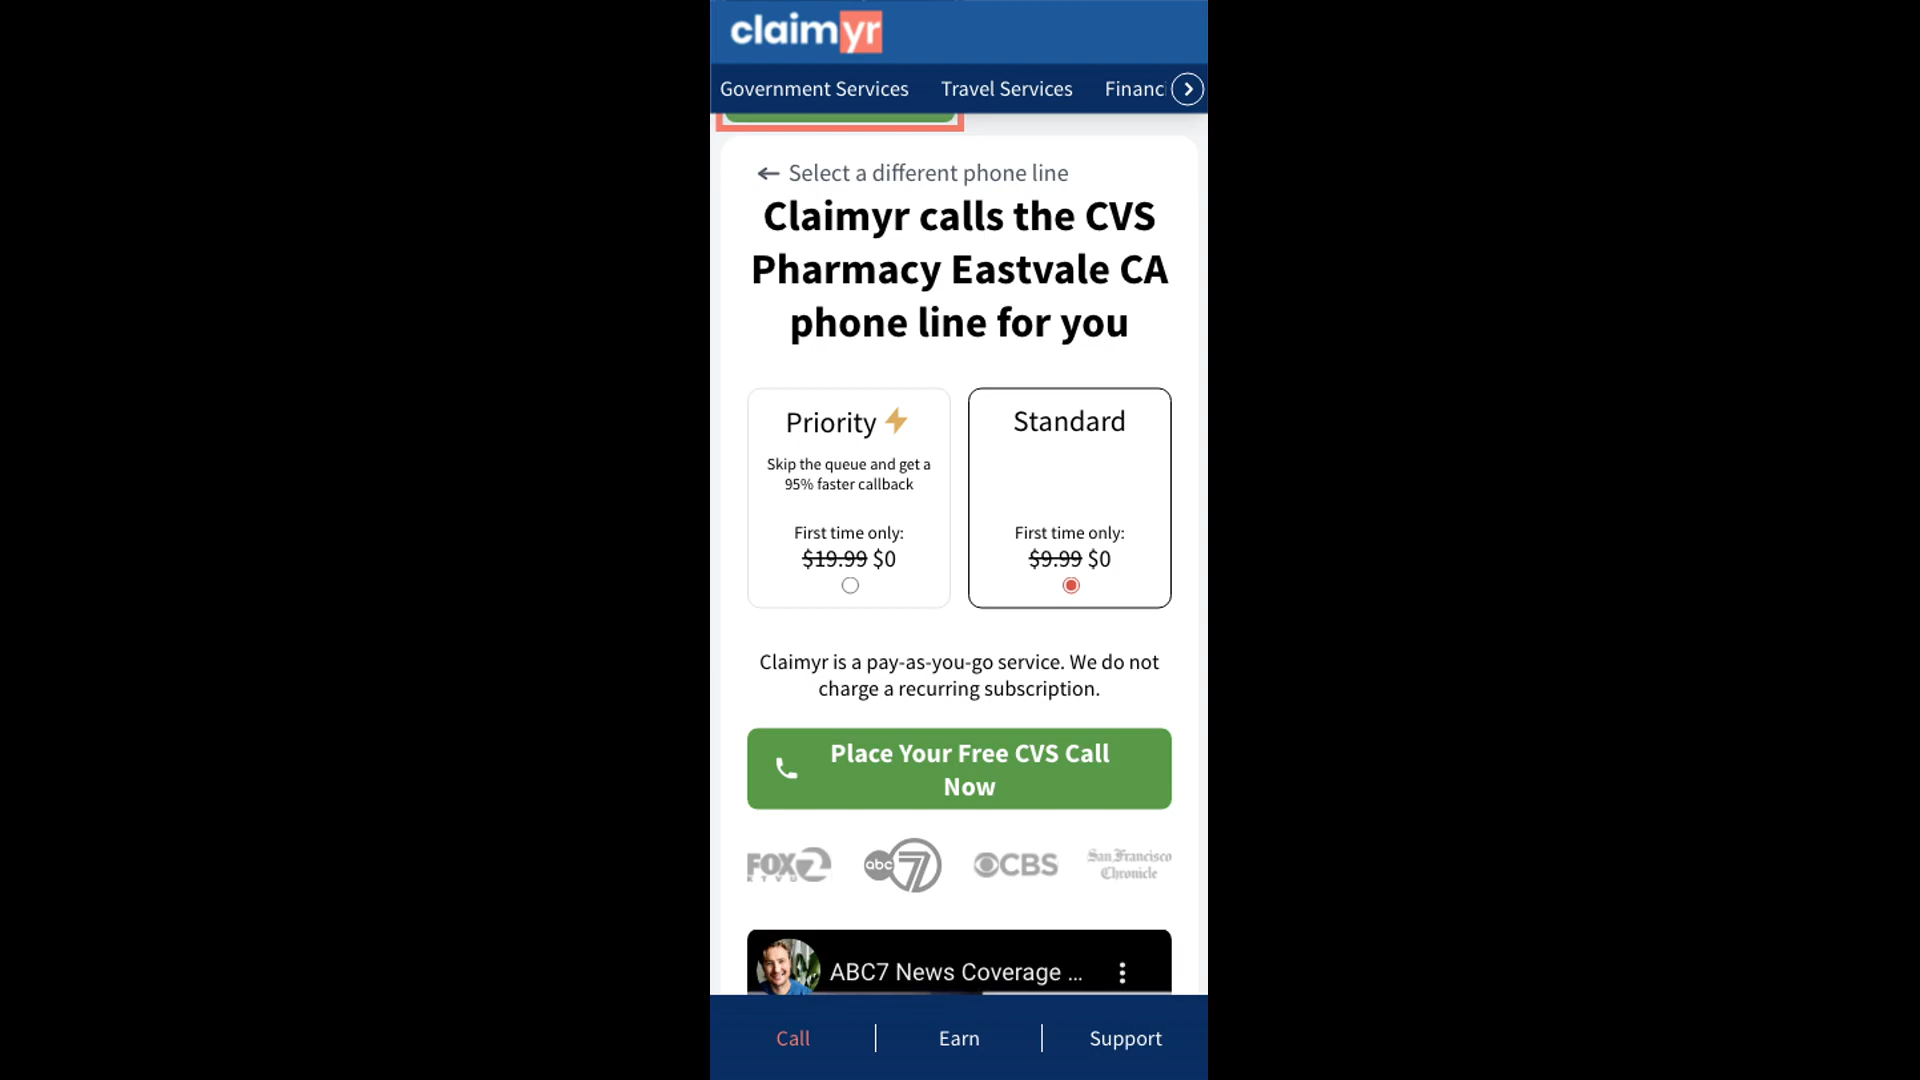 claimyr
Government Services Travel Services Financ
Select a different phone line
Claimyr calls the CVS
Pharmacy Eastvale CA
phone line for you
Priority
Skip the queue and get a
95% faster callback
First time only:
$19.99 $0
Standard
First time only:
$9.99 $0
Claimyr is a pay-as-you-go service. We do not
charge a recurring subscription.
Place Your Free CVS Call
Now
FOX 2
KTVU
abc 7
CBS
San Francisco
Chronicle
ABC7 News Coverage ...
Call Earn Support